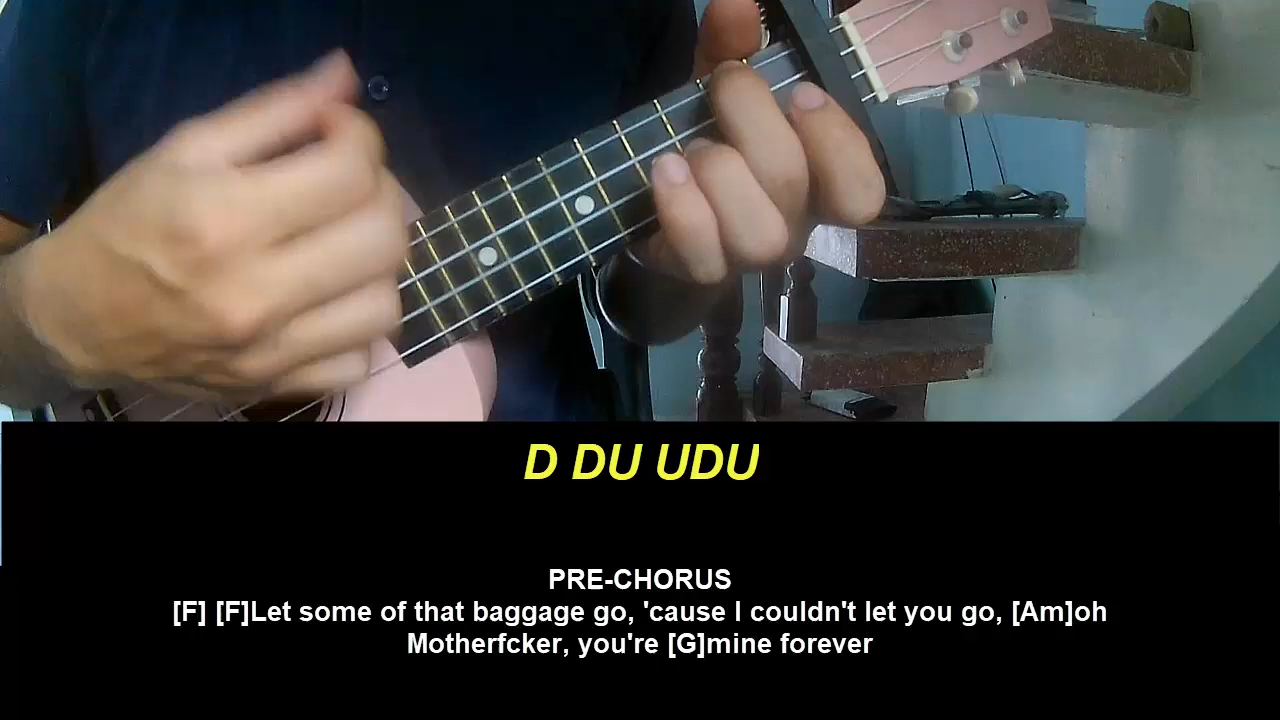 D DU UDU
PRE-CHORUS
[F] [F]Let some of that baggage go, 'cause I couldn't let you go, [Am]oh
Motherfcker, you're [G]mine forever